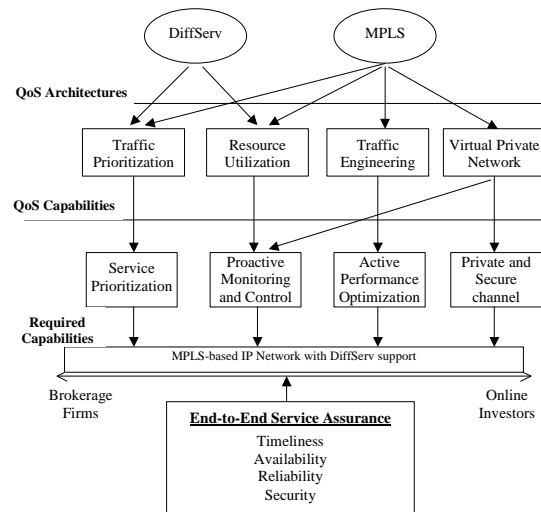 DiffServ
MPLS
QoS Architectures
Traffic
Prioritization
Resource
Utilization
Traffic
Engineering
Virtual Private
Network
QoS Capabilities
Service
Prioritization
Proactive
Monitoring
and Control
Active
Performance
Optimization
Private and
Secure
channel
Required
Capabilities
MPLS-based IP Network with DiffServ support
Brokerage
Firms
Online
Investors
End-to-End Service Assurance
Timeliness
Availability
Reliability
Security